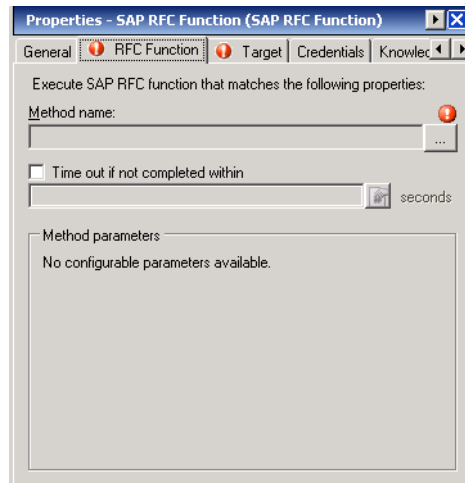 Properties - SAP RFC Function (SAP RFC Function)
General RFC Function Target Credentials Knowlec
Execute SAP RFC function that matches the following properties:
Method name:
...
Time out if not completed within
seconds
Method parameters
No configurable parameters available.